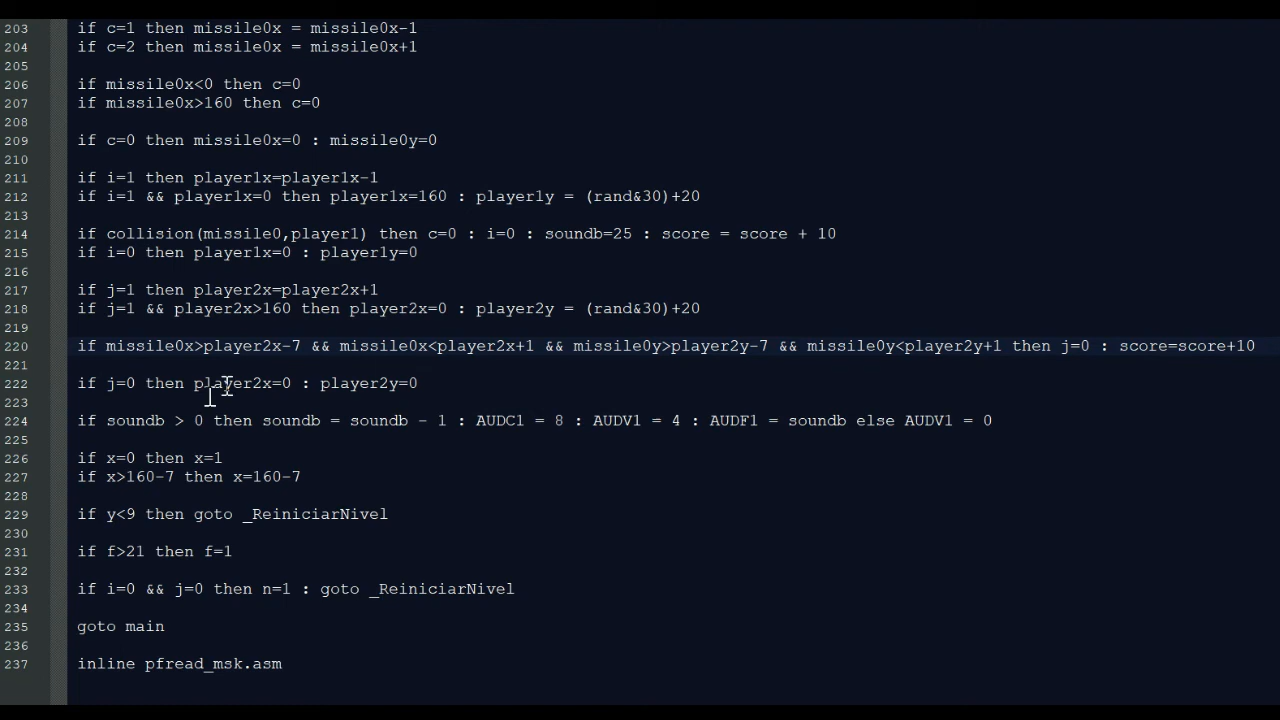 203 if c=1 then missile0x = missile0x-1
204 if c=2 then missile0x = missile0x+1
205
206 if missile0x<0 then c=0
207 if missile0x>160 then c=0
208
209 if c=0 then missile0x=0 : missile0y=0
210
211 if i=1 then player1x=player1x-1
212 if i=1 && player1x=0 then player1x=160 : player1y = (rand&30)+20
213
214 if collision(missile0,player1) then c=0 : i=0 : soundb=25 : score = score + 10
215 if i=0 then player1x=0 : player1y=0
216
217 if j=1 then player2x=player2x+1
218 if j=1 && player2x>160 then player2x=0 : player2y = (rand&30)+20
219
220 if missile0x>player2x-7 && missile0x<player2x+1 && missile0y>player2y-7 && missile0y<player2y+1 then j=0 : score=score+10
221
222 if j=0 then player2x=0 : player2y=0
223
224 if soundb > 0 then soundb = soundb - 1 : AUDC1 = 8 : AUDV1 = 4 : AUDF1 = soundb else AUDV1 = 0
225
226 if x=0 then x=1
227 if x>160-7 then x=160-7
228
229 if y<9 then goto _ReiniciarNivel
230
231 if f>21 then f=1
232
233 if i=0 && j=0 then n=1 : goto _ReiniciarNivel
234
235 goto main
236
237 inline pfread_msk.asm